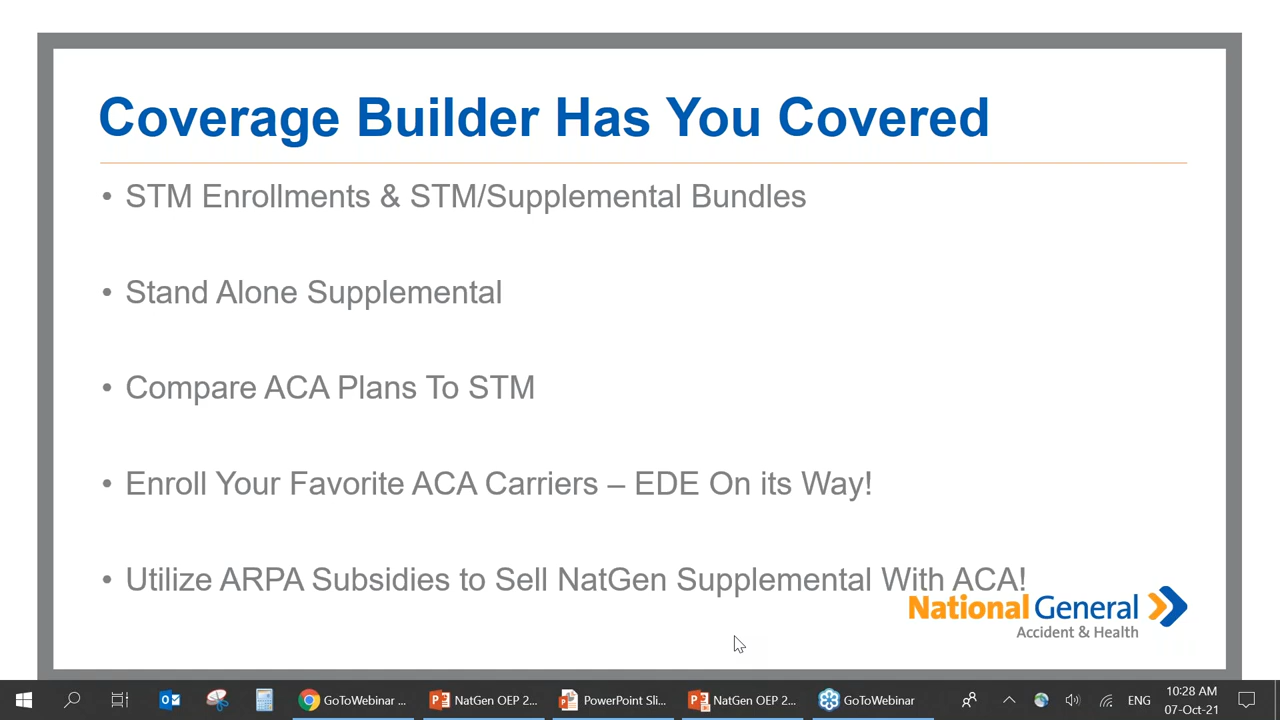 Coverage Builder Has You Covered
• STM Enrollments & STM/Supplemental Bundles
• Stand Alone Supplemental
• Compare ACA Plans To STM
• Enroll Your Favorite ACA Carriers – EDE On its Way!
• Utilize ARPA Subsidies to Sell NatGen Supplemental With ACA!
National General
Accident & Health
GoToWebinar ...
NatGen OEP 2...
PowerPoint Sli...
NatGen OEP 2...
GoToWebinar
ENG
10:28 AM
07-Oct-21